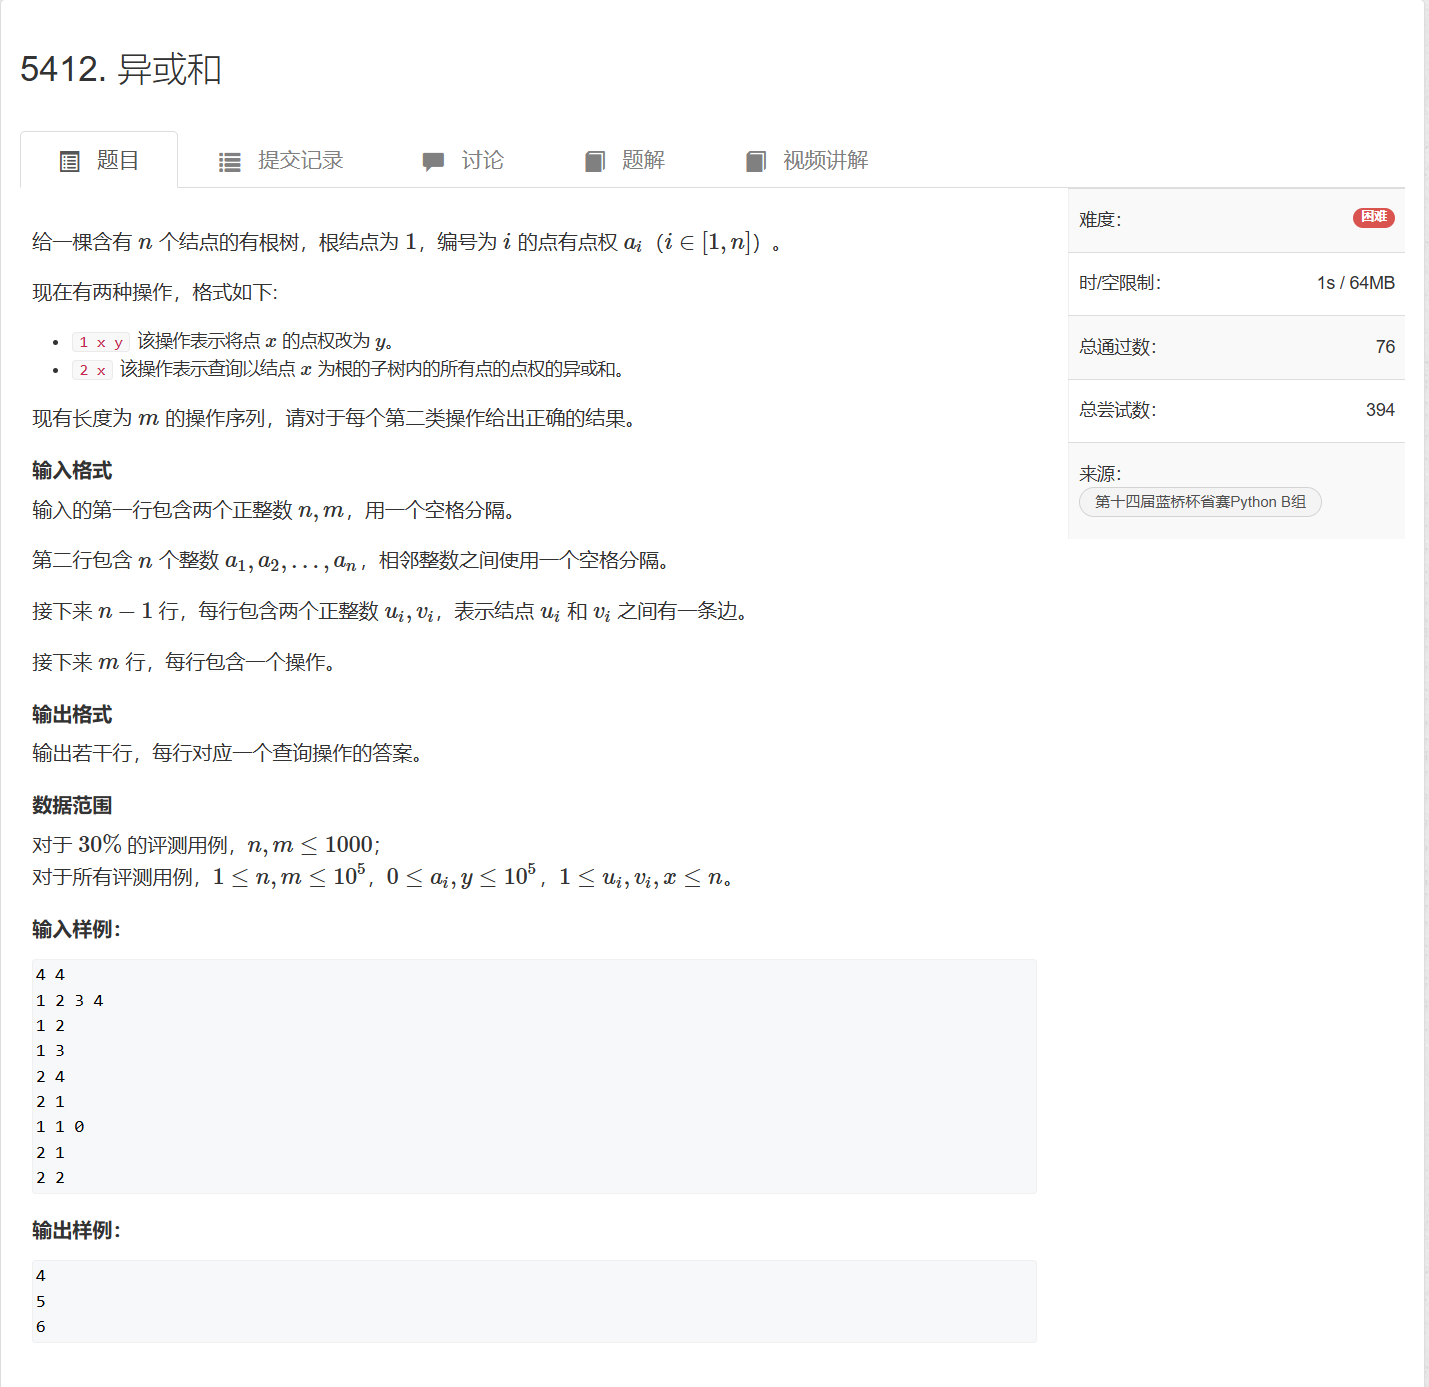 5412. 异或和
题目 提交记录 讨论 题解 视频讲解
给一棵含有 n 个结点的有根树，根结点为 1，编号为 i 的点有点权 a_i（i ∈ [1, n]）。
现在有两种操作，格式如下：
• 1 x y 该操作表示将点 x 的点权改为 y。
• 2 x 该操作表示查询以结点 x 为根的子树内的所有点的点权的异或和。
现有长度为 m 的操作序列，请对于每个第二类操作给出正确的结果。
输入格式
输入的第一行包含两个正整数 n, m，用一个空格分隔。
第二行包含 n 个整数 a_1, a_2, . . . , a_n，相邻整数之间使用一个空格分隔。
接下来 n − 1 行，每行包含两个正整数 u_i, v_i，表示结点 u_i 和 v_i 之间有一条边。
接下来 m 行，每行包含一个操作。
输出格式
输出若干行，每行对应一个查询操作的答案。
数据范围
对于 30% 的评测用例，n, m ≤ 1000；
对于所有评测用例，1 ≤ n, m ≤ 10^5，0 ≤ a_i, y ≤ 10^5，1 ≤ u_i, v_i, x ≤ n。
输入样例：
4 4
1 2 3 4
1 2
1 3
2 4
2 1
1 1 0
2 1
2 2
输出样例：
4
5
6
难度： 困难
时/空限制： 1s / 64MB
总通过数： 76
总尝试数： 394
来源：
第十四届蓝桥杯省赛Python B组